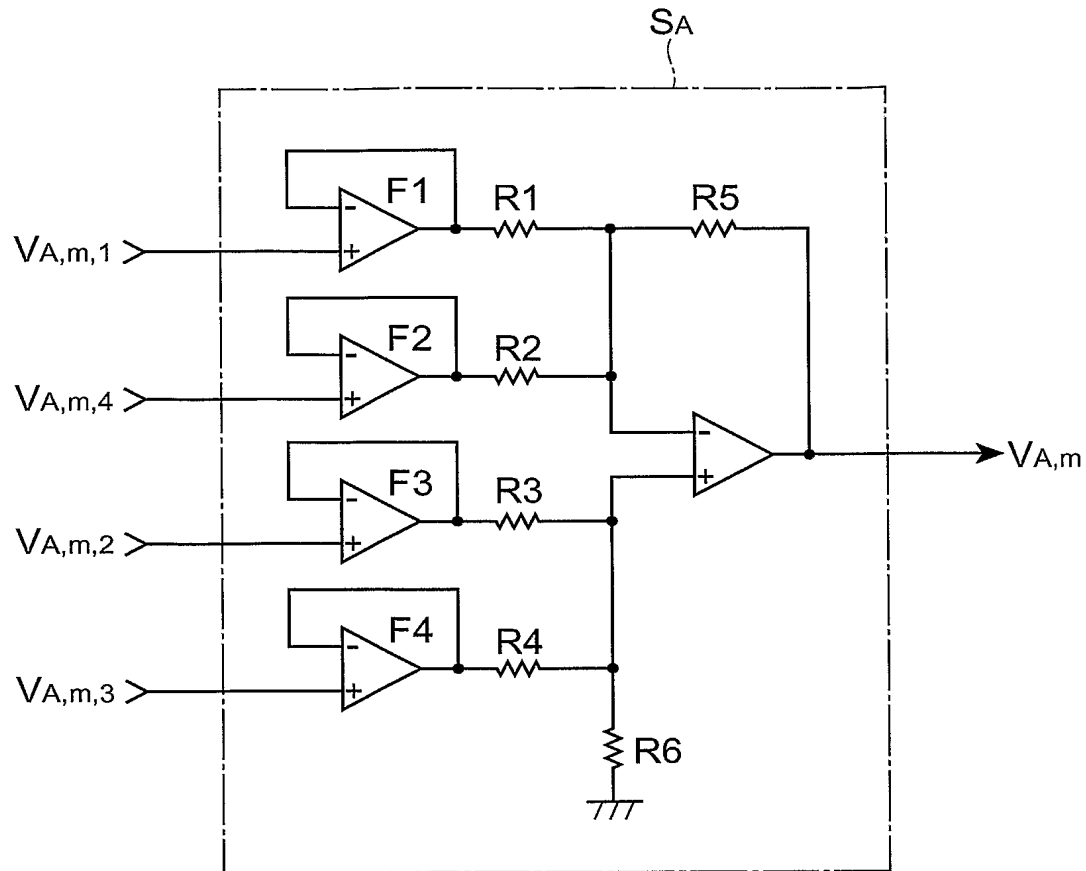 SA
F1
R1
R5
VA,m,1
-
+
F2
R2
VA,m,4
-
+
-
+
VA,m
F3
R3
VA,m,2
-
+
F4
R4
VA,m,3
-
+
R6